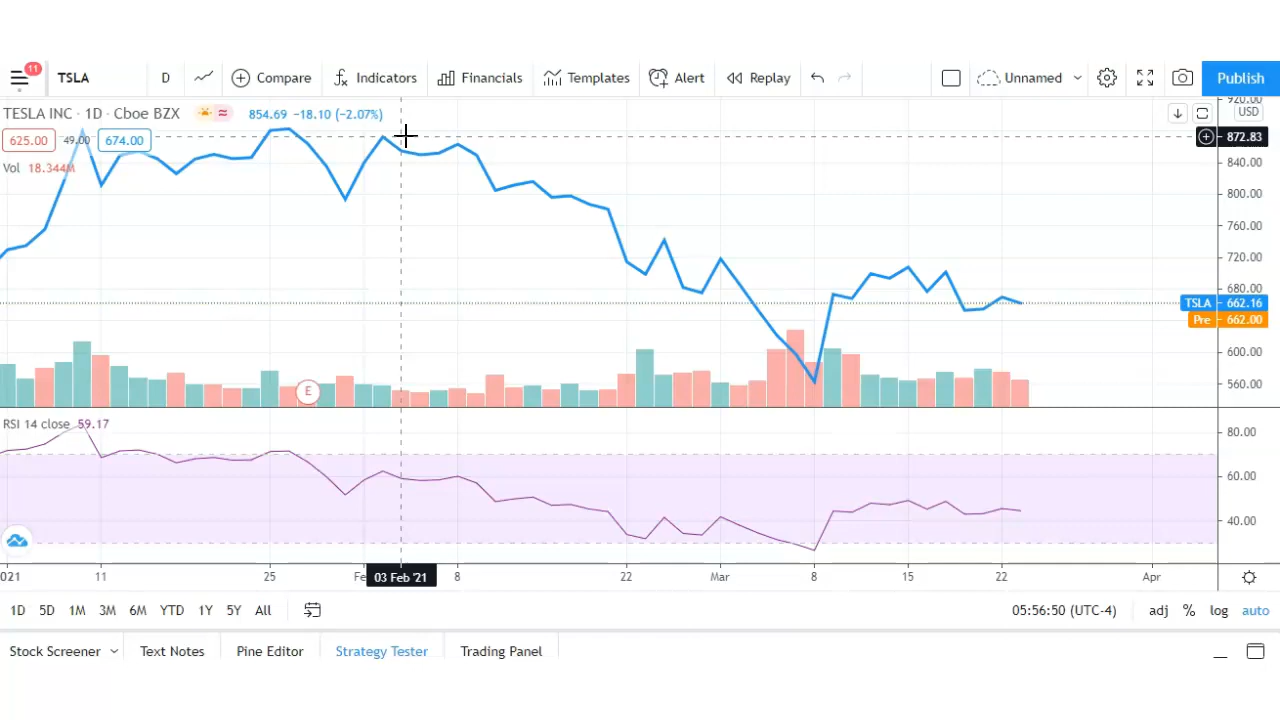 11
TSLA D Compare Indicators Financials Templates Alert Replay Unnamed Publish
TESLA INC · 1D · Cboe BZX 854.69 −18.10 (−2.07%)
625.00 49.00 674.00
Vol 18.344M
920.00
USD
872.83
840.00
800.00
760.00
720.00
680.00
TSLA 662.16
Pre 662.00
600.00
560.00
E
RSI 14 close 59.17
80.00
60.00
40.00
021 11 25 Fe 03 Feb '21 8 22 Mar 8 15 22 Apr
1D 5D 1M 3M 6M YTD 1Y 5Y All 05:56:50 (UTC-4) adj % log auto
Stock Screener Text Notes Pine Editor Strategy Tester Trading Panel